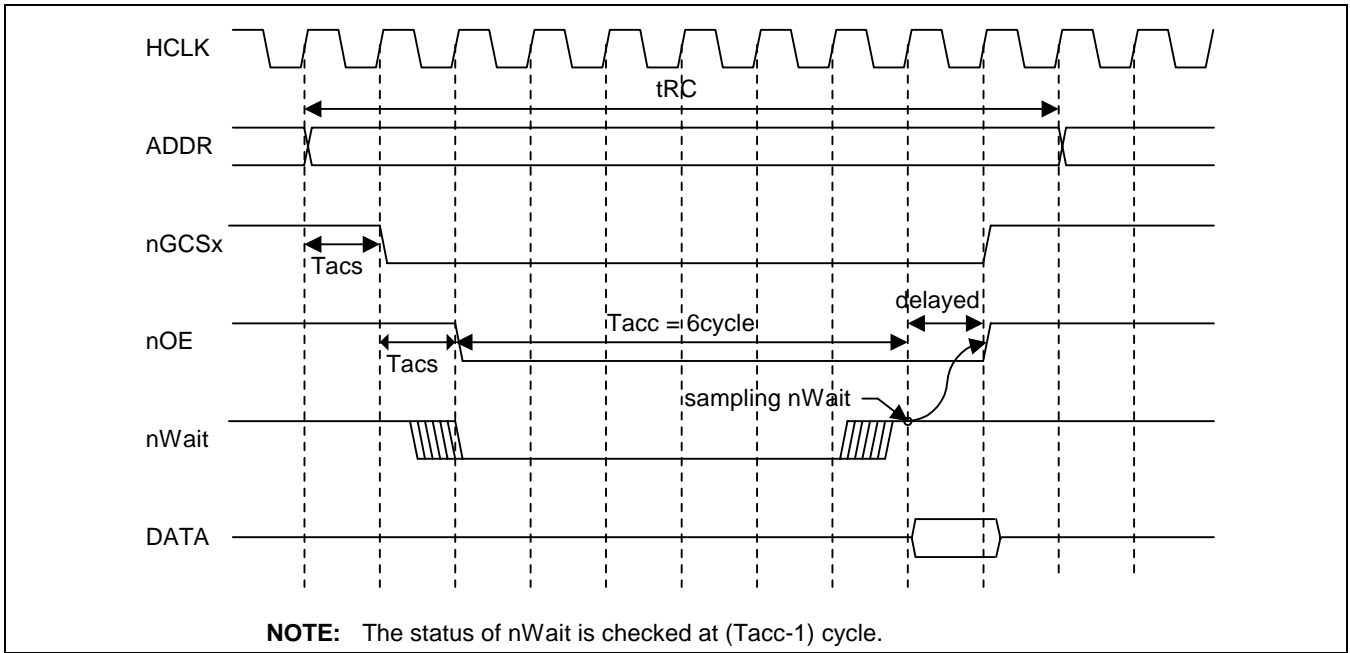 HCLK
tRC
ADDR
nGCSx
Tacs
delayed
nOE
Tacc = 6cycle
Tacs
sampling nWait
nWait
DATA
NOTE: The status of nWait is checked at (Tacc-1) cycle.